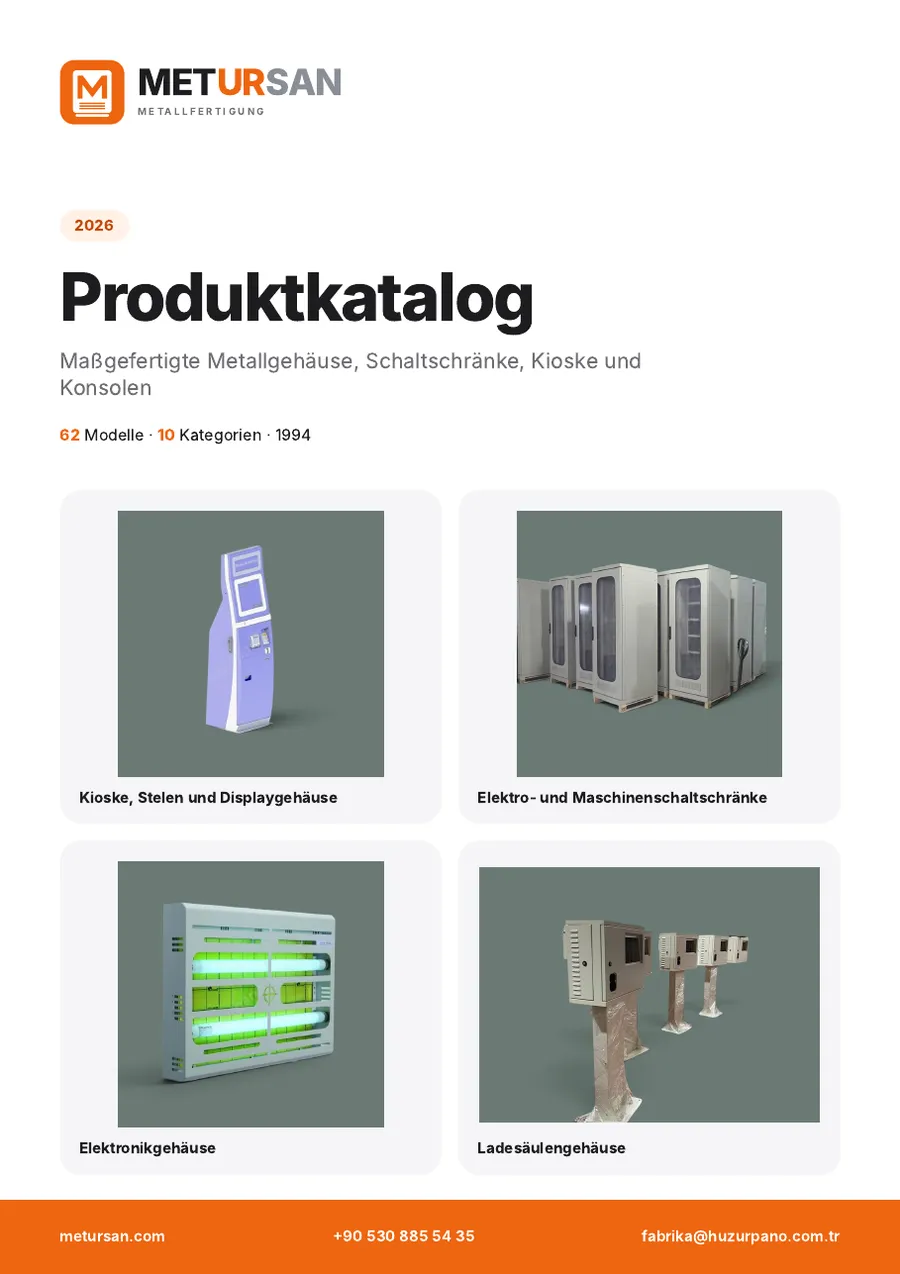 METURSAN
METALLFERTIGUNG
2026
Produktkatalog
Maßgefertigte Metallgehäuse, Schaltschränke, Kioske und
Konsolen
62 Modelle · 10 Kategorien · 1994
Kioske, Stelen und Displaygehäuse
Elektro- und Maschinenschaltschränke
Elektronikgehäuse
Ladesäulengehäuse
metursan.com
+90 530 885 54 35
fabrika@huzurpano.com.tr